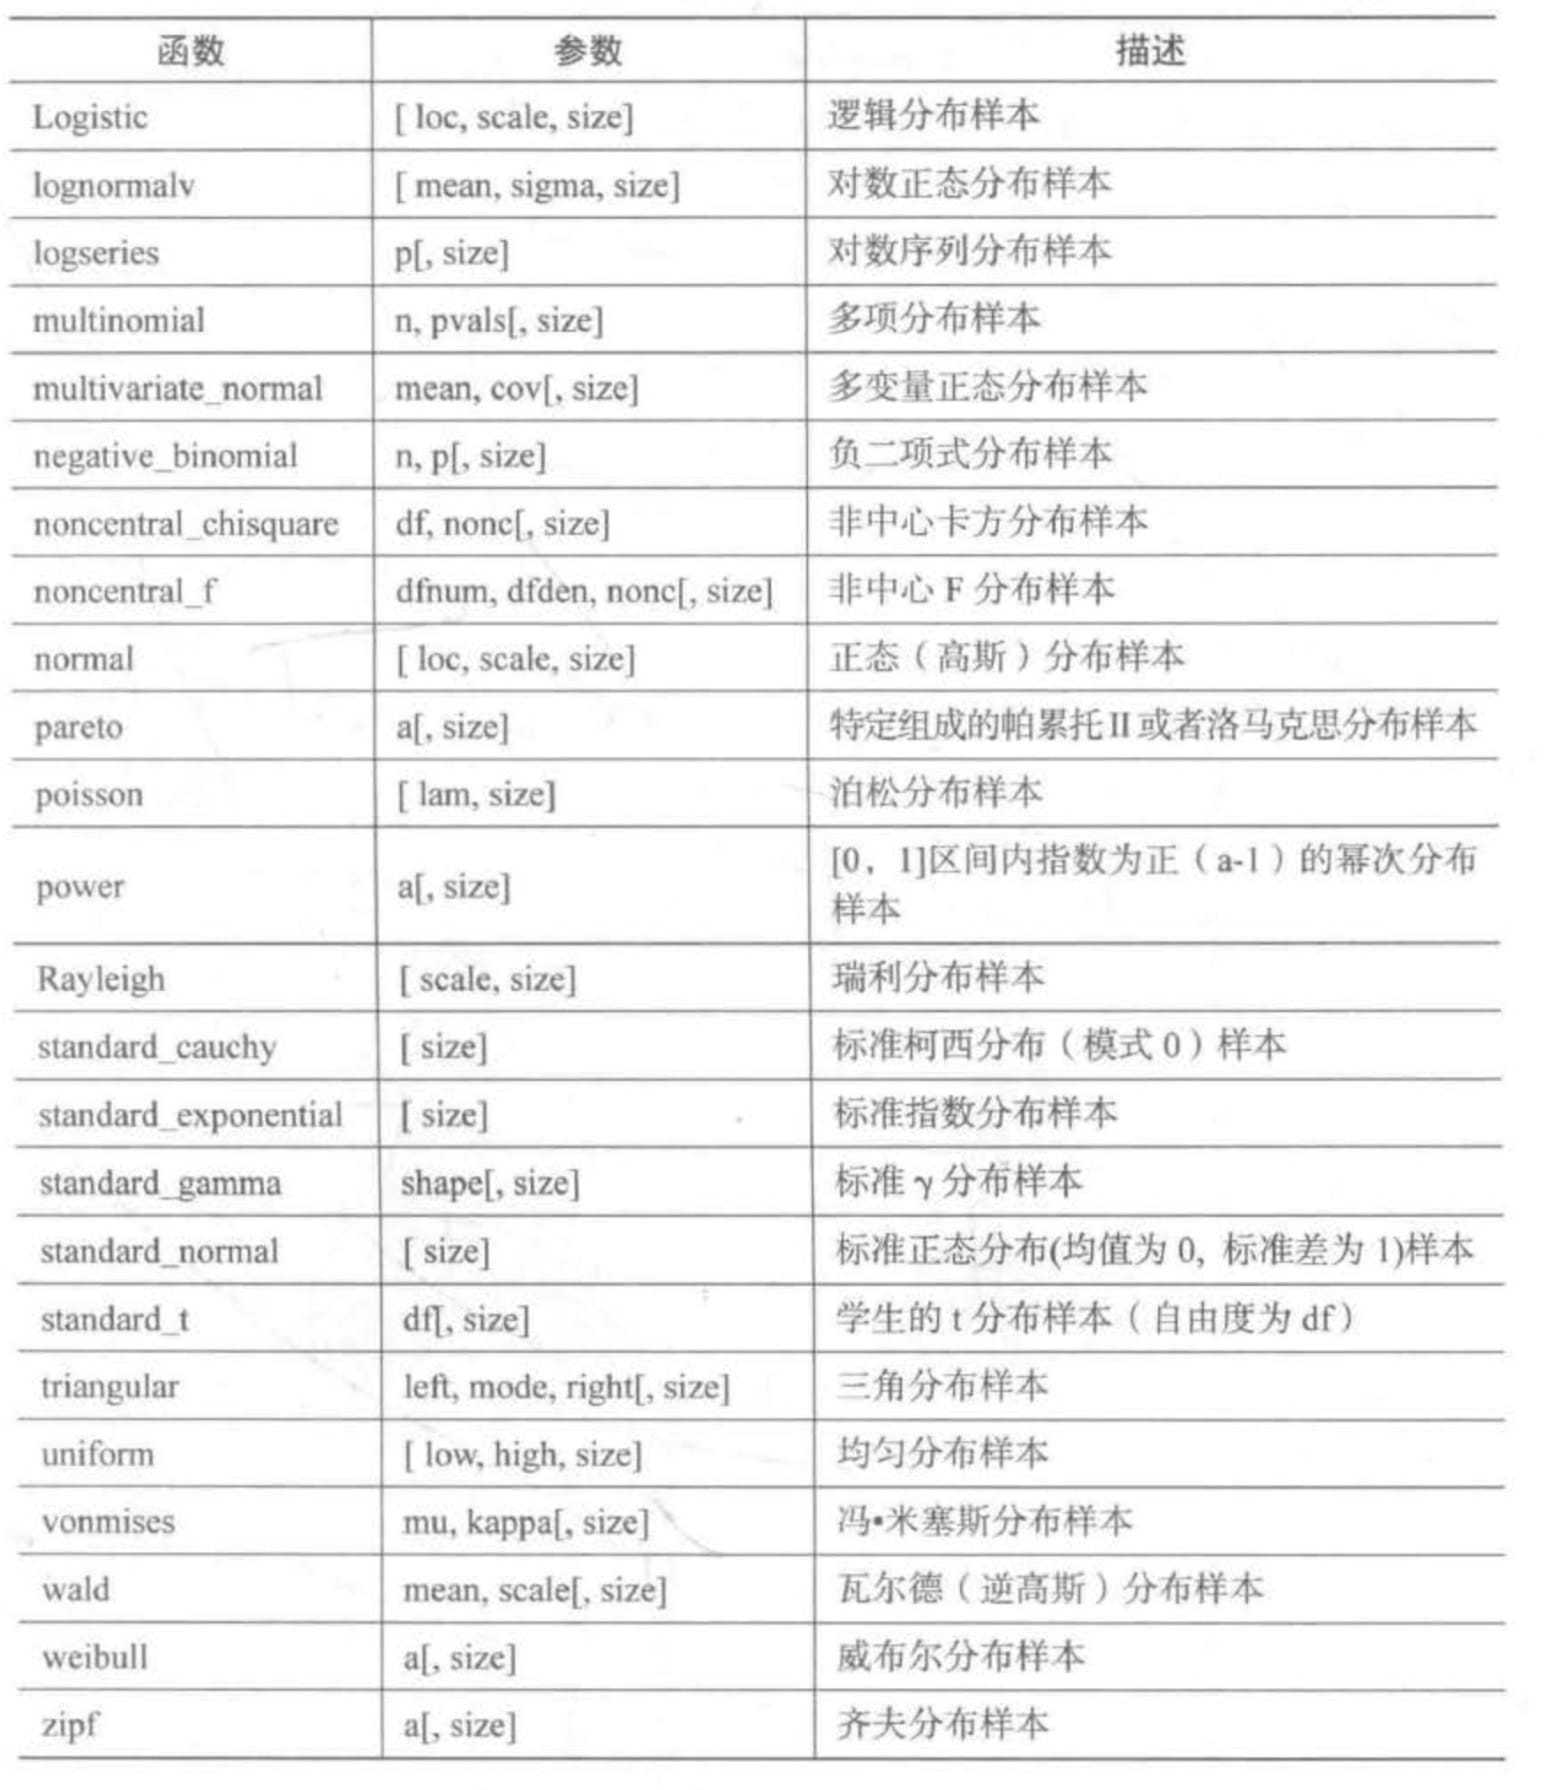 函数 参数 描述
Logistic [ loc, scale, size] 逻辑分布样本
lognormalv [ mean, sigma, size] 对数正态分布样本
logseries p[, size] 对数序列分布样本
multinomial n, pvals[, size] 多项分布样本
multivariate_normal mean, cov[, size] 多变量正态分布样本
negative_binomial n, p[, size] 负二项式分布样本
noncentral_chisquare df, nonc[, size] 非中心卡方分布样本
noncentral_f dfnum, dfden, nonc[, size] 非中心 F 分布样本
normal [ loc, scale, size] 正态（高斯）分布样本
pareto a[, size] 特定组成的帕累托 II 或者洛马克思分布样本
poisson [ lam, size] 泊松分布样本
power a[, size] [0，1]区间内指数为正（a-1）的幂次分布
样本
Rayleigh [ scale, size] 瑞利分布样本
standard_cauchy [ size] 标准柯西分布（模式 0）样本
standard_exponential [ size] 标准指数分布样本
standard_gamma shape[, size] 标准 γ 分布样本
standard_normal [ size] 标准正态分布(均值为 0, 标准差为 1)样本
standard_t df[, size] 学生的 t 分布样本（自由度为 df）
triangular left, mode, right[, size] 三角分布样本
uniform [ low, high, size] 均匀分布样本
vonmises mu, kappa[, size] 冯•米塞斯分布样本
wald mean, scale[, size] 瓦尔德（逆高斯）分布样本
weibull a[, size] 威布尔分布样本
zipf a[, size] 齐夫分布样本